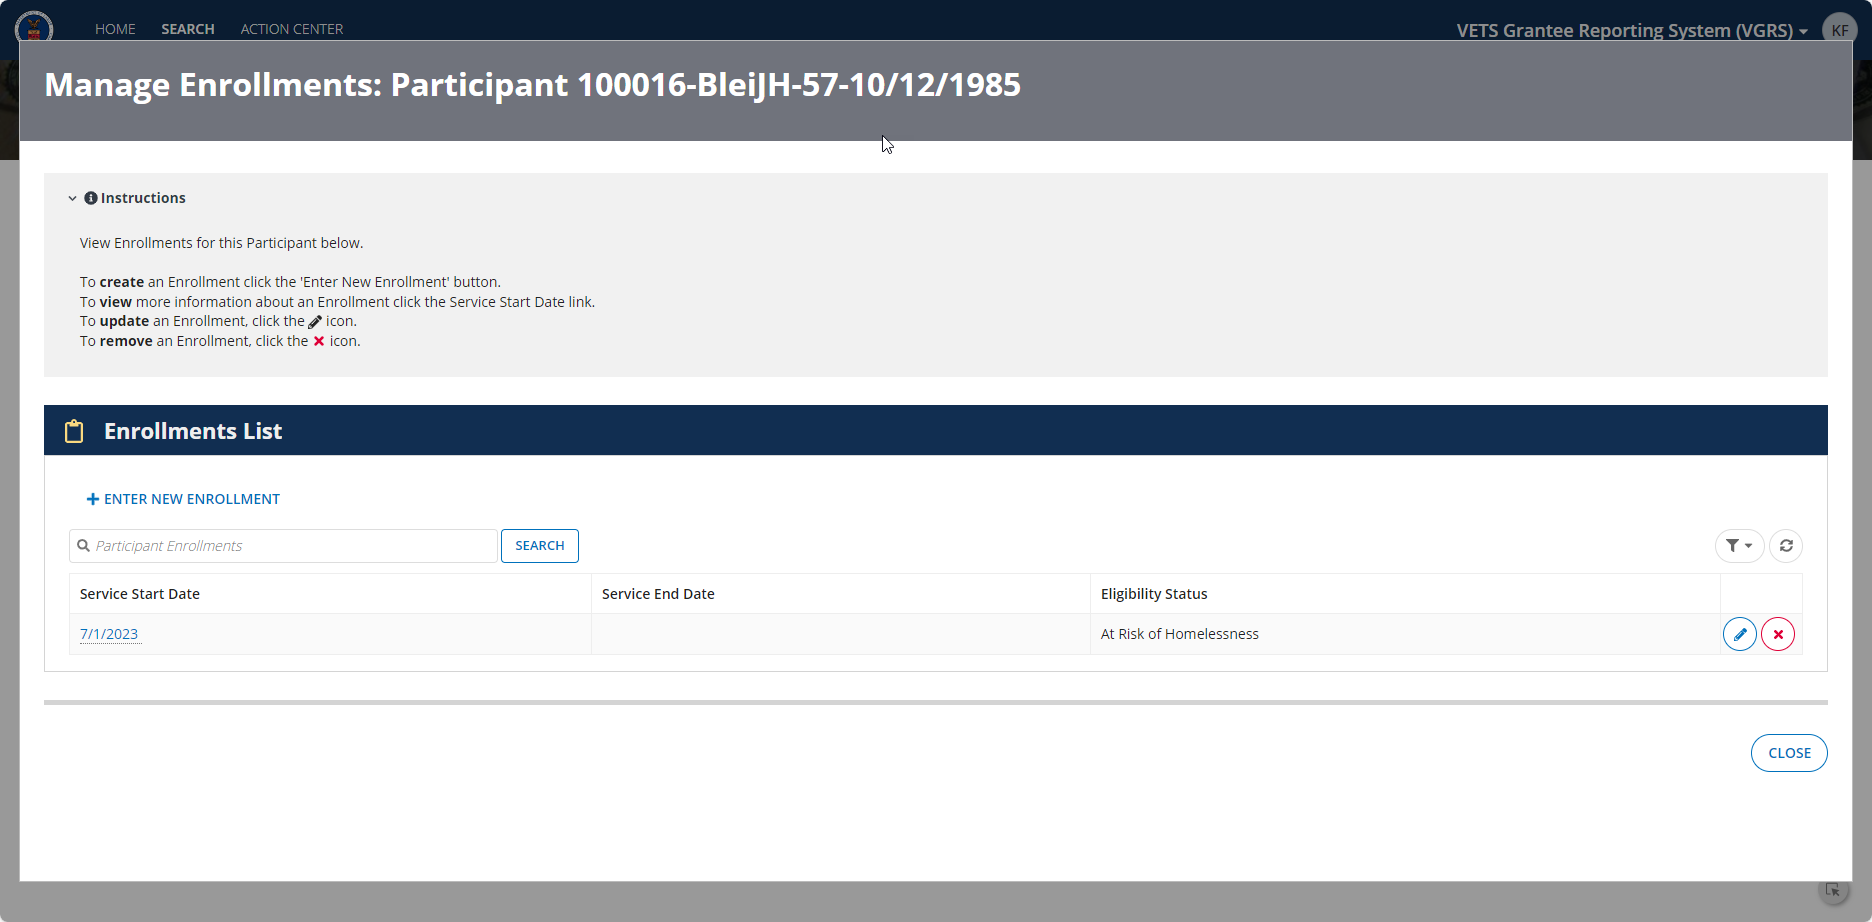 HOME SEARCH ACTION CENTER VETS Grantee Reporting System (VGRS) KF
Manage Enrollments: Participant 100016-BleiJH-57-10/12/1985
Instructions
View Enrollments for this Participant below.
To create an Enrollment click the 'Enter New Enrollment' button.
To view more information about an Enrollment click the Service Start Date link.
To update an Enrollment, click the icon.
To remove an Enrollment, click the icon.
Enrollments List
ENTER NEW ENROLLMENT
Participant Enrollments SEARCH
Service Start Date Service End Date Eligibility Status
7/1/2023 At Risk of Homelessness
CLOSE